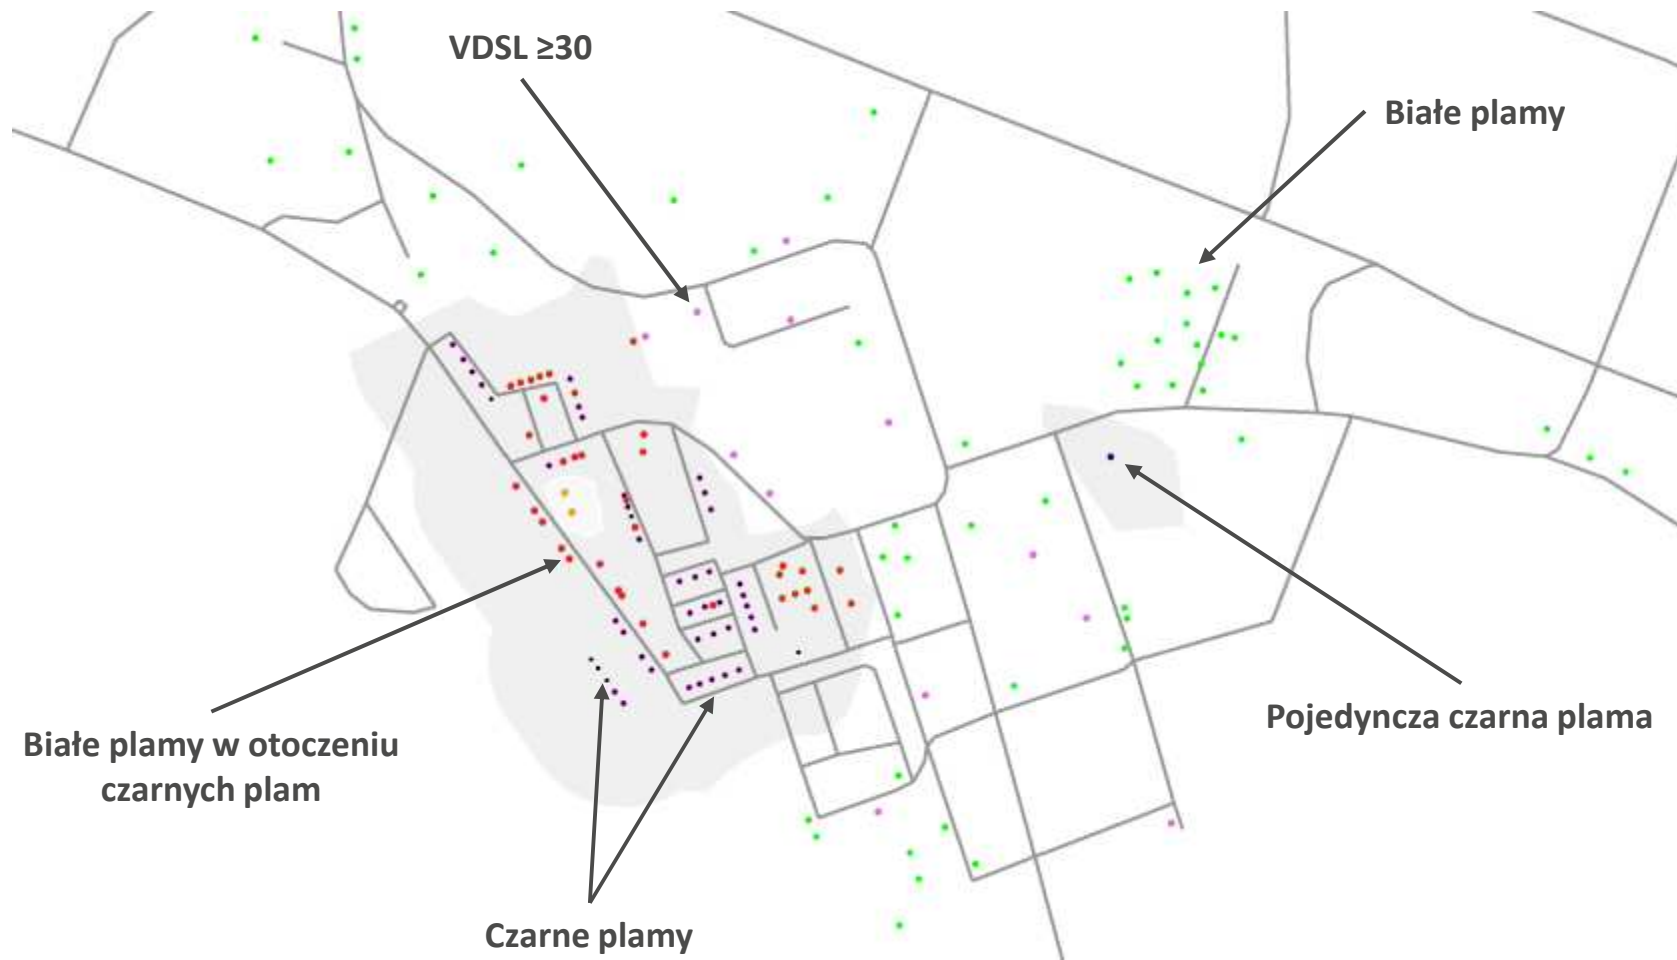 VDSL ≥30
Białe plamy
Pojedyncza czarna plama
Białe plamy w otoczeniu
czarnych plam
Czarne plamy